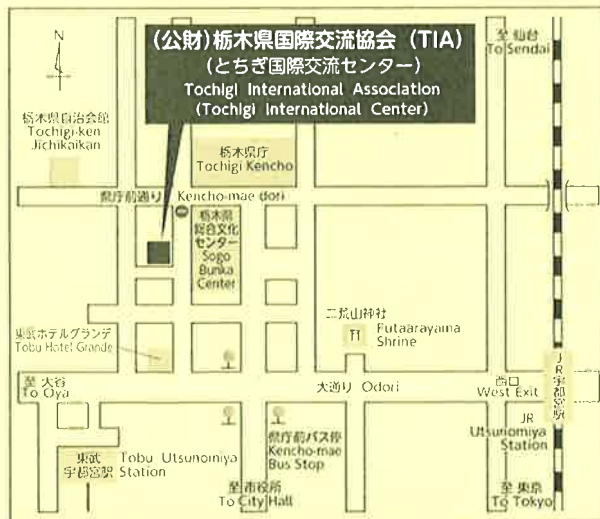 (公財)栃木県国際交流協会 (TIA)
(とちぎ国際交流センター)
Tochigi International Association
(Tochigi International Center)
至 仙台
To Sendai
N
栃木県自治会館
Tochigi-ken
Jichikaikan
栃木県庁
Tochigi Kencho
県庁前通り Kencho-mae dori
栃木県
総合文化
センター
Sogo
Bunka
Center
東武ホテルグランデ
Tobu Hotel Grande
二荒山神社
Futaarayama
Shrine
至 大谷
To Oya
大通り Odori
西口
West Exit
JR宇都宮駅
JR
Utsunomiya
Station
東武
宇都宮駅
Tobu Utsunomiya
Station
県庁前バス停
Kencho-mae
Bus Stop
至市役所
To City Hall
至 東京
To Tokyo